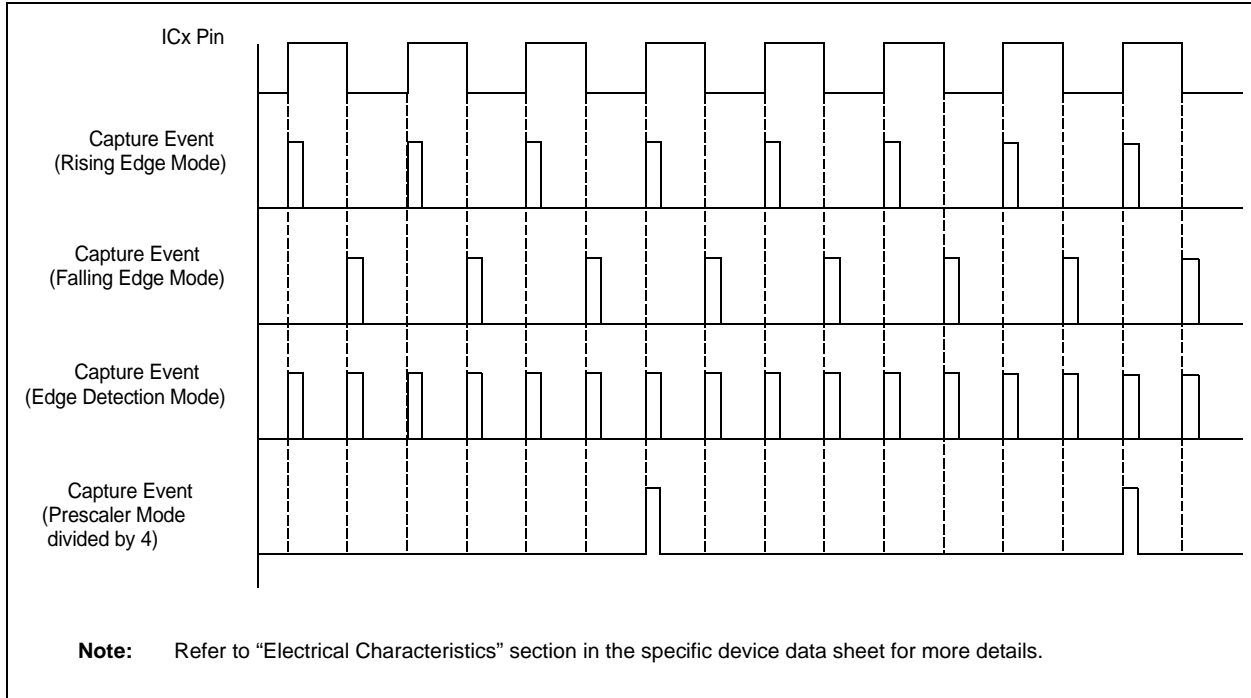 ICx Pin
Capture Event
(Rising Edge Mode)
Capture Event
(Falling Edge Mode)
Capture Event
(Edge Detection Mode)
Capture Event
(Prescaler Mode
divided by 4)
Note: Refer to “Electrical Characteristics” section in the specific device data sheet for more details.